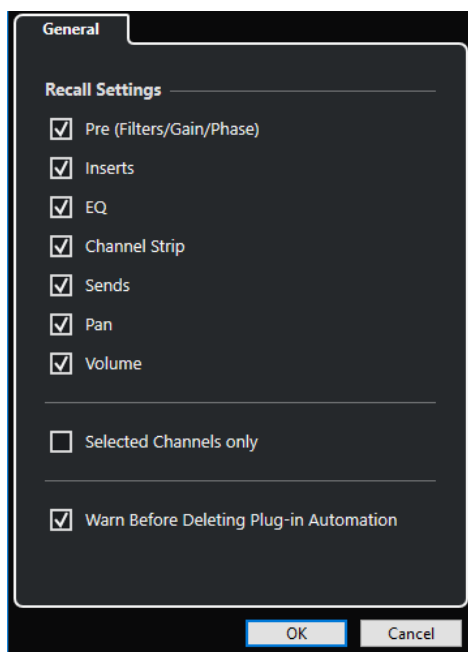 General
Recall Settings
Pre (Filters/Gain/Phase)
Inserts
EQ
Channel Strip
Sends
Pan
Volume
Selected Channels only
Warn Before Deleting Plug-in Automation
OK Cancel